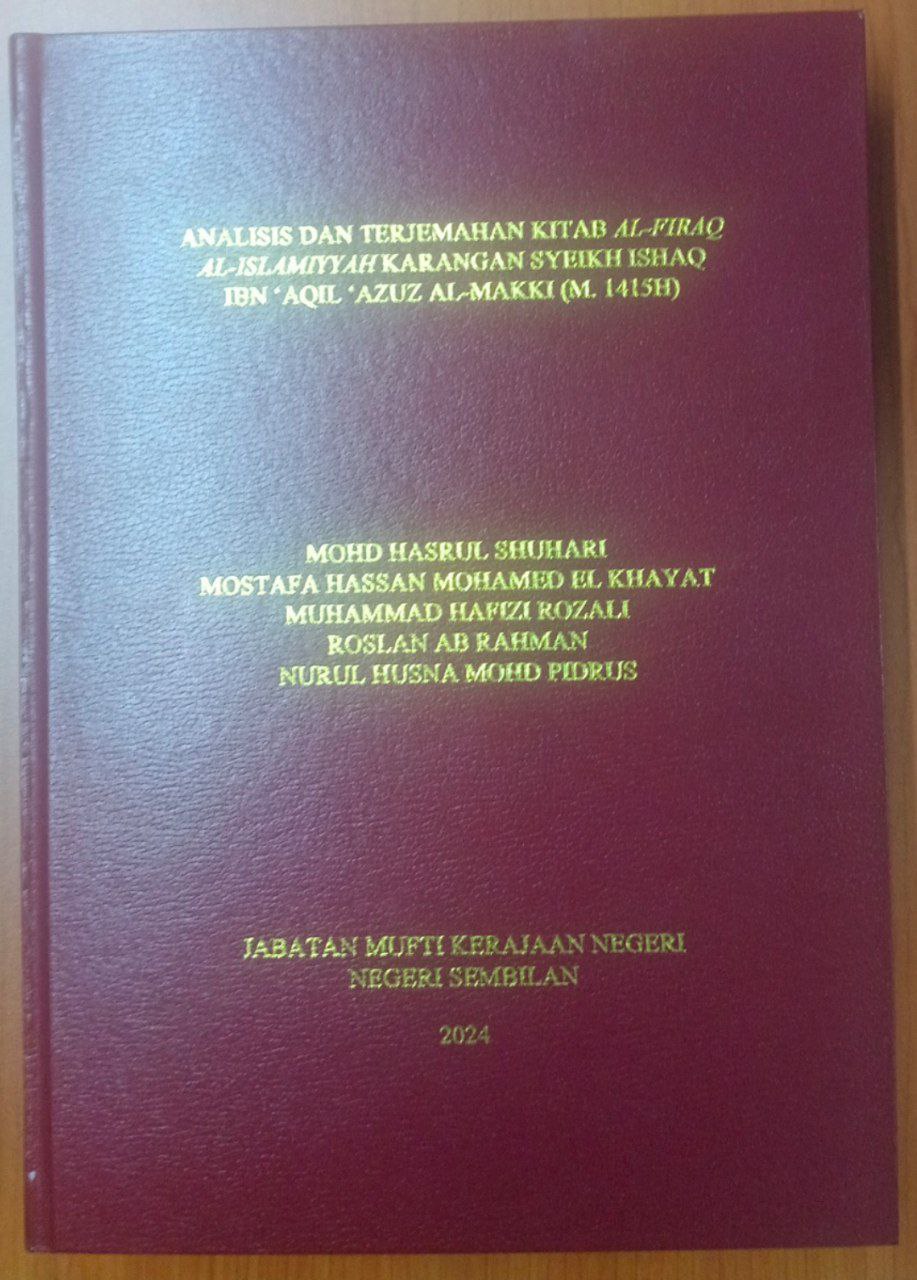 ANALISIS DAN TERJEMAHAN KITAB AL-FIRAQ
AL-ISLAMIYYAH KARANGAN SYEIKH ISHAQ
IBN ‘AQIL ‘AZUZ AL-MAKKI (M. 1415H)
MOHD HASRUL SHUHARI
MOSTAFA HASSAN MOHAMED EL KHAYAT
MUHAMMAD HAFIZI ROZALI
ROSLAN AB RAHMAN
NURUL HUSNA MOHD PIDRUS
JABATAN MUFTI KERAJAAN NEGERI
NEGERI SEMBILAN
2024